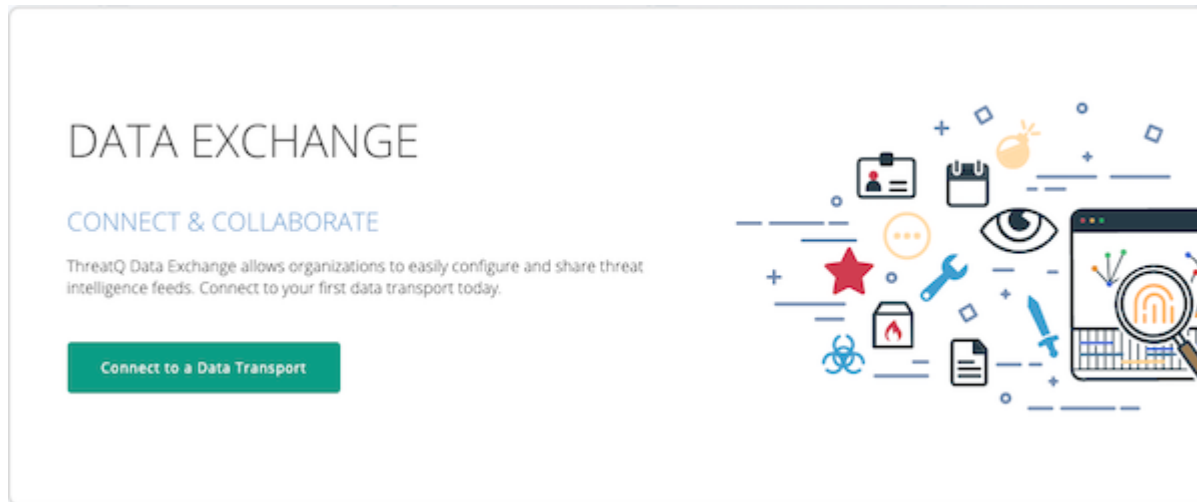 DATA EXCHANGE
CONNECT & COLLABORATE
ThreatQ Data Exchange allows organizations to easily configure and share threat
intelligence feeds. Connect to your first data transport today.
Connect to a Data Transport